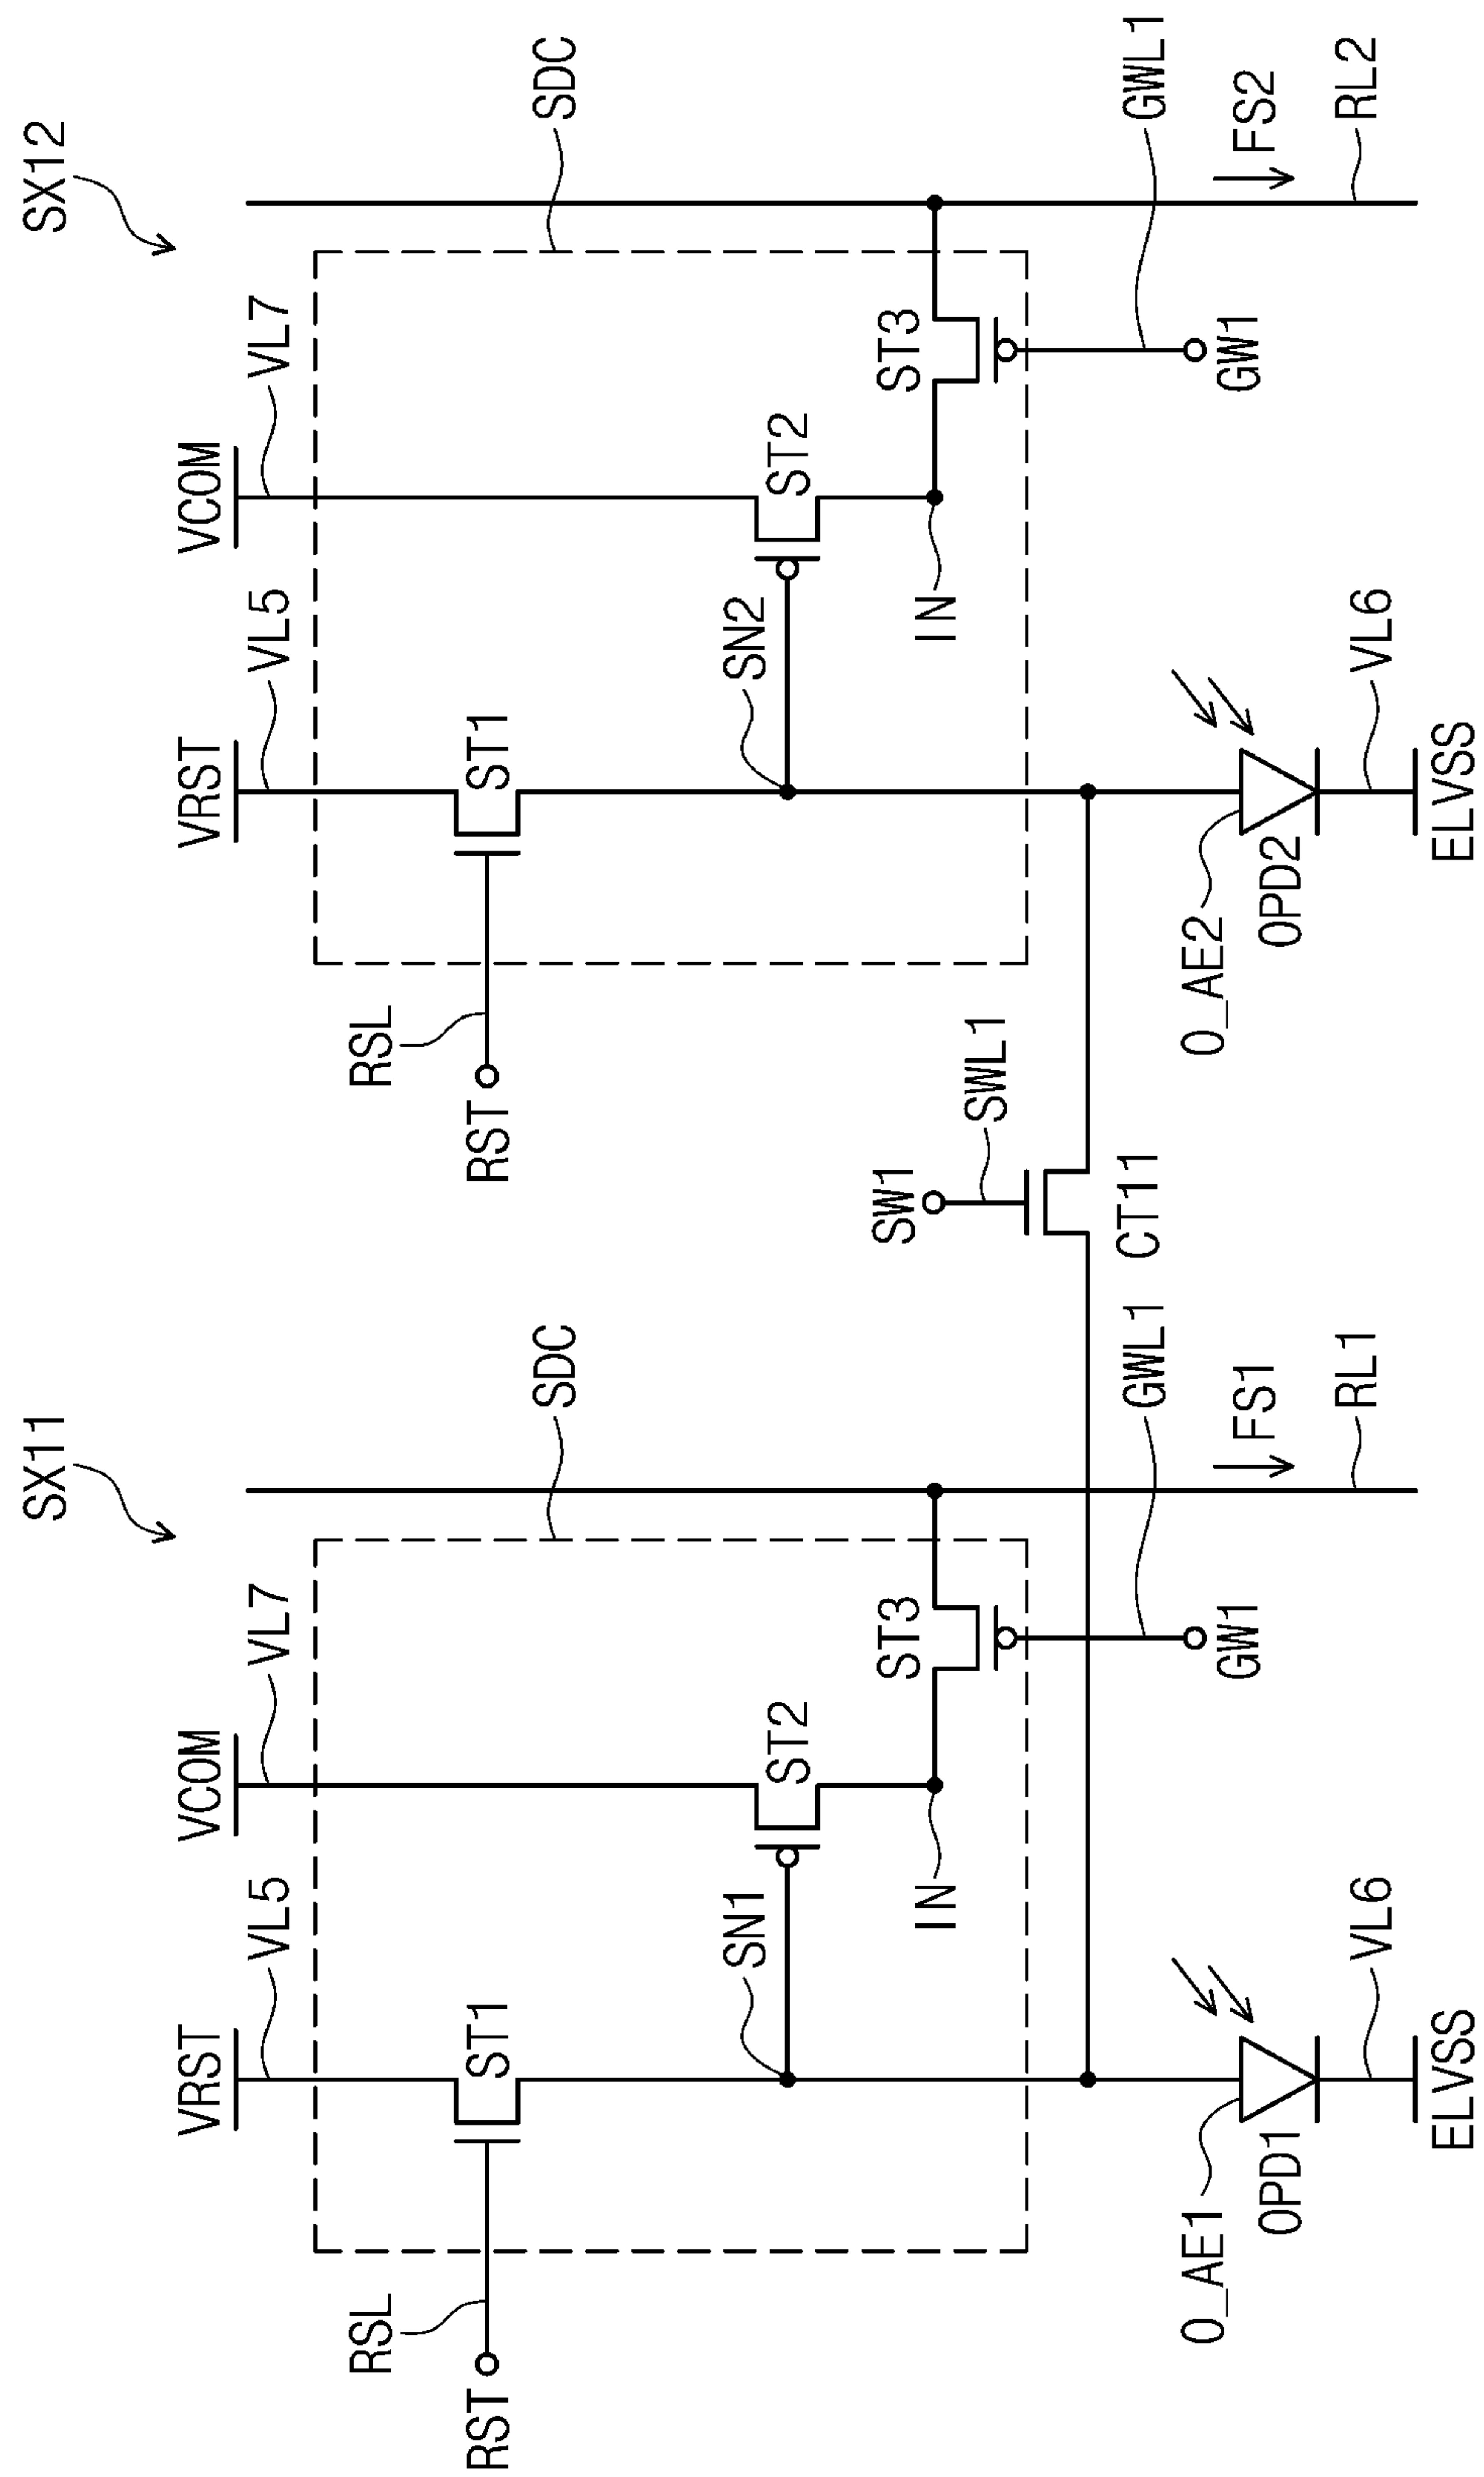 SX11
SX12
VRST
VL5
VCOM
VL7
SDC
VRST
VL5
VCOM
VL7
SDC
RSL
RST
ST1
RSL
RST
ST1
SN1
ST2
ST3
SN2
ST2
ST3
IN
SW1
SWL1
IN
CT11
GWL1
GWL1
O_AE1
GW1
FS1
O_AE2
GW1
FS2
OPD1
OPD2
VL6
RL1
VL6
RL2
ELVSS
ELVSS